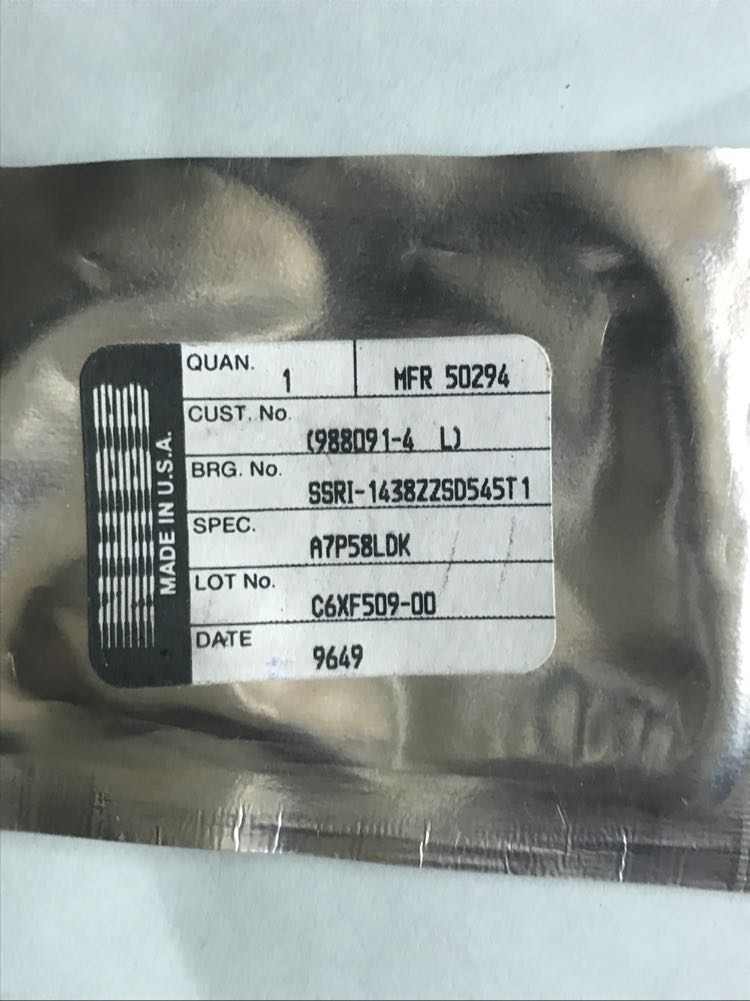 MADE IN U.S.A.
QUAN. 1 MFR 50294
CUST. No. (988091-4 L)
BRG. No. SSRI-1438ZZSD545T1
SPEC. A7P58LDK
LOT No. C6XF509-00
DATE 9649